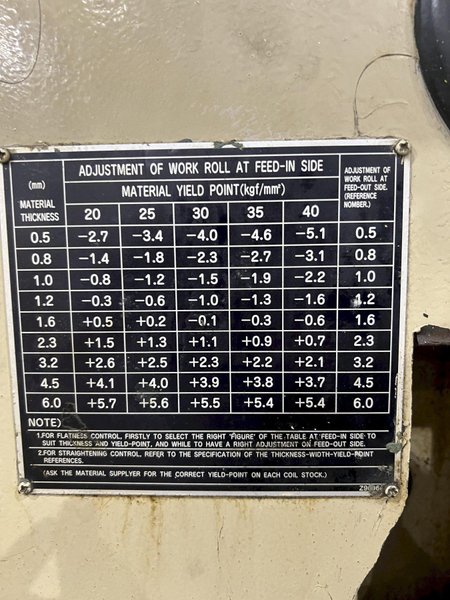 ADJUSTMENT OF WORK ROLL AT FEED-IN SIDE
ADJUSTMENT OF WORK ROLL AT FEED-OUT SIDE. (REFERENCE NOMBER.)
(mm) MATERIAL THICKNESS
MATERIAL YIELD POINT(kgf/mm²)
20 25 30 35 40
0.5 −2.7 −3.4 −4.0 −4.6 −5.1 0.5
0.8 −1.4 −1.8 −2.3 −2.7 −3.1 0.8
1.0 −0.8 −1.2 −1.5 −1.9 −2.2 1.0
1.2 −0.3 −0.6 −1.0 −1.3 −1.6 1.2
1.6 +0.5 +0.2 −0.1 −0.3 −0.6 1.6
2.3 +1.5 +1.3 +1.1 +0.9 +0.7 2.3
3.2 +2.6 +2.5 +2.3 +2.2 +2.1 3.2
4.5 +4.1 +4.0 +3.9 +3.8 +3.7 4.5
6.0 +5.7 +5.6 +5.5 +5.4 +5.4 6.0
NOTE)
1.FOR FLATNESS CONTROL, FIRSTLY TO SELECT THE RIGHT "FIGURE" OF THE TABLE AT FEED-IN SIDE TO
SUIT THICKNESS AND YIELD-POINT, AND WHILE TO HAVE A RIGHT ADJUSTMENT ON FEED-OUT SIDE.
2.FOR STRAIGHTENING CONTROL, REFER TO THE SPECIFICATION OF THE THICKNESS-WIDTH-YIELD-POINT
REFERENCES.
(ASK THE MATERIAL SUPPLYER FOR THE CORRECT YIELD-POINT ON EACH COIL STOCK.)